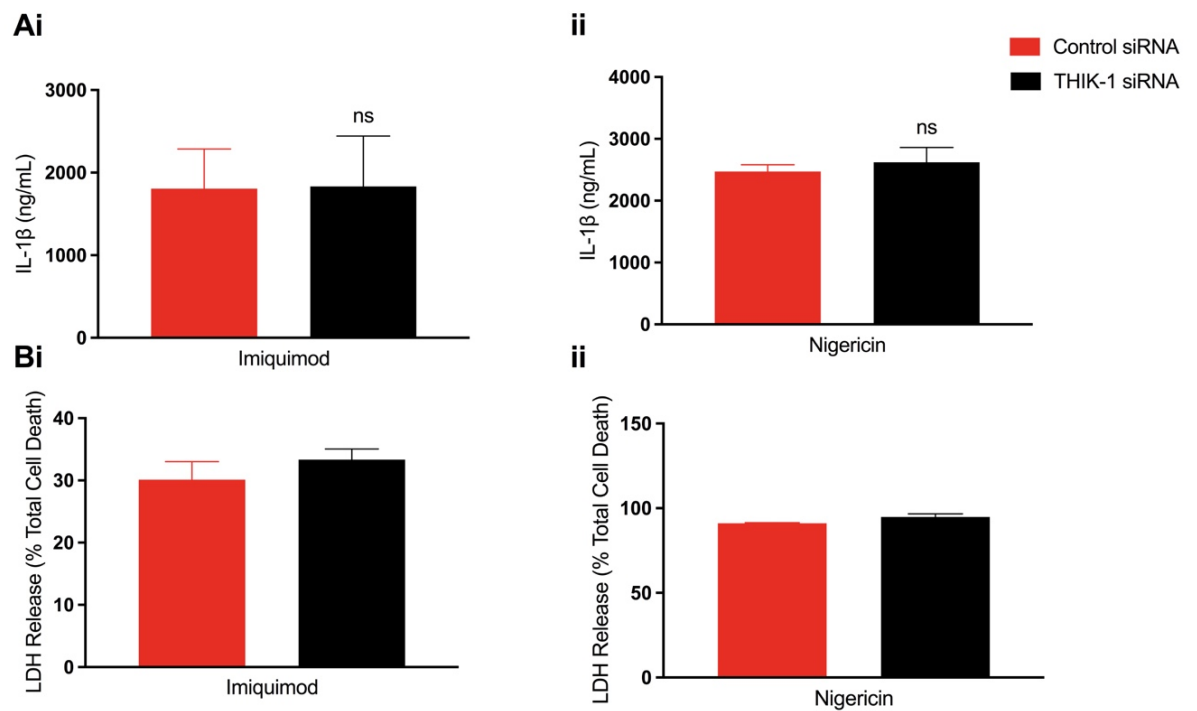 Ai
ii
Control siRNA
THIK-1 siRNA
3000
2000
1000
0
IL-1β (ng/mL)
ns
Imiquimod
4000
3000
2000
1000
0
IL-1β (ng/mL)
ns
Nigericin
Bi
ii
40
30
20
10
0
LDH Release (% Total Cell Death)
Imiquimod
150
100
50
0
LDH Release (% Total Cell Death)
Nigericin